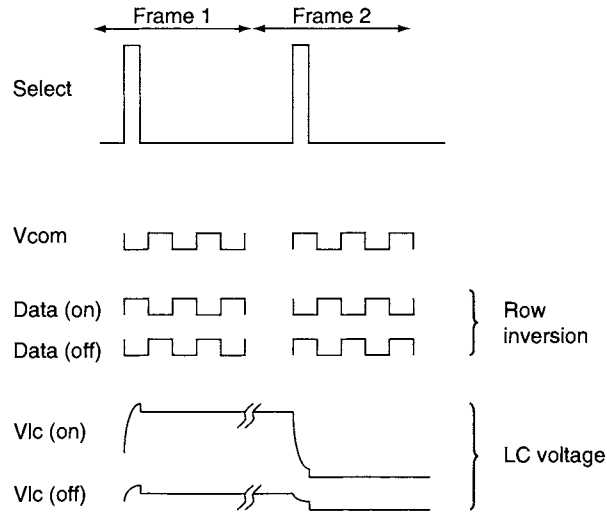 Frame 1 Frame 2
Select
Vcom
Data (on)
Data (off)
Row
inversion
Vlc (on)
Vlc (off)
LC voltage